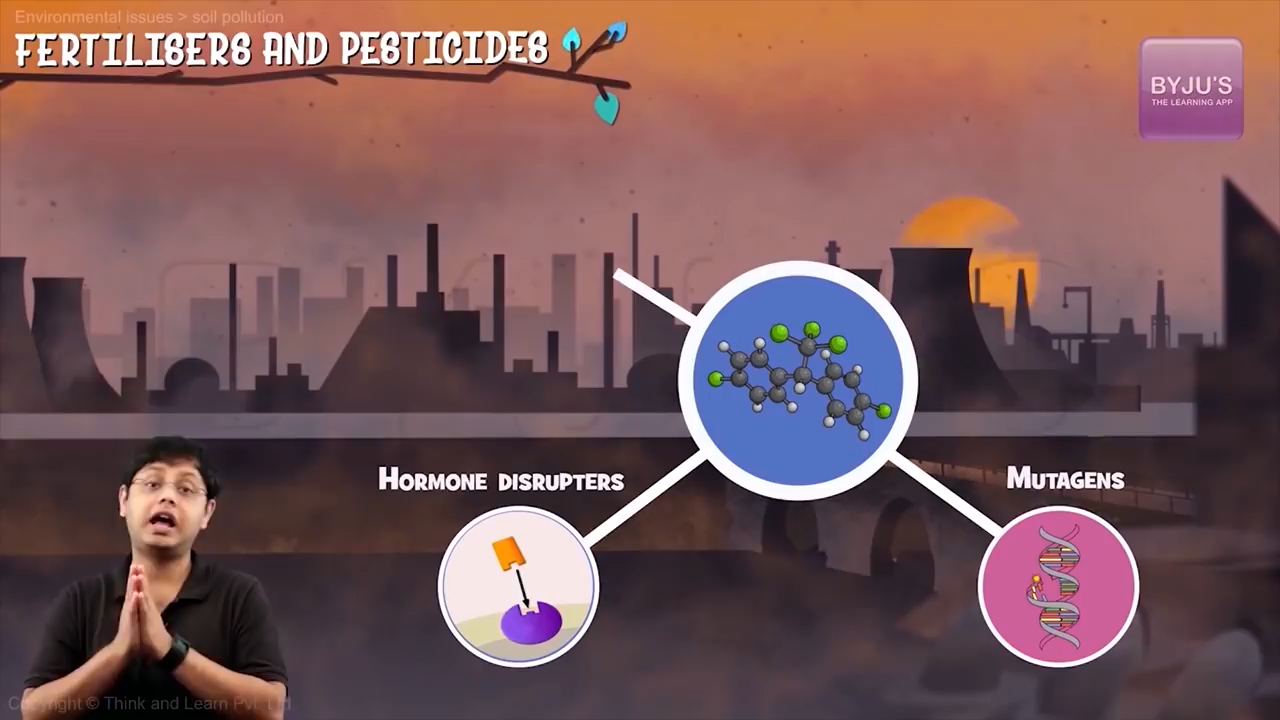 Environmental issues > soil pollution
FERTILISERS AND PESTICIDES
BYJU'S
THE LEARNING APP
HORMONE DISRUPTERS
MUTAGENS
Copyright © Think and Learn Pvt. Ltd.